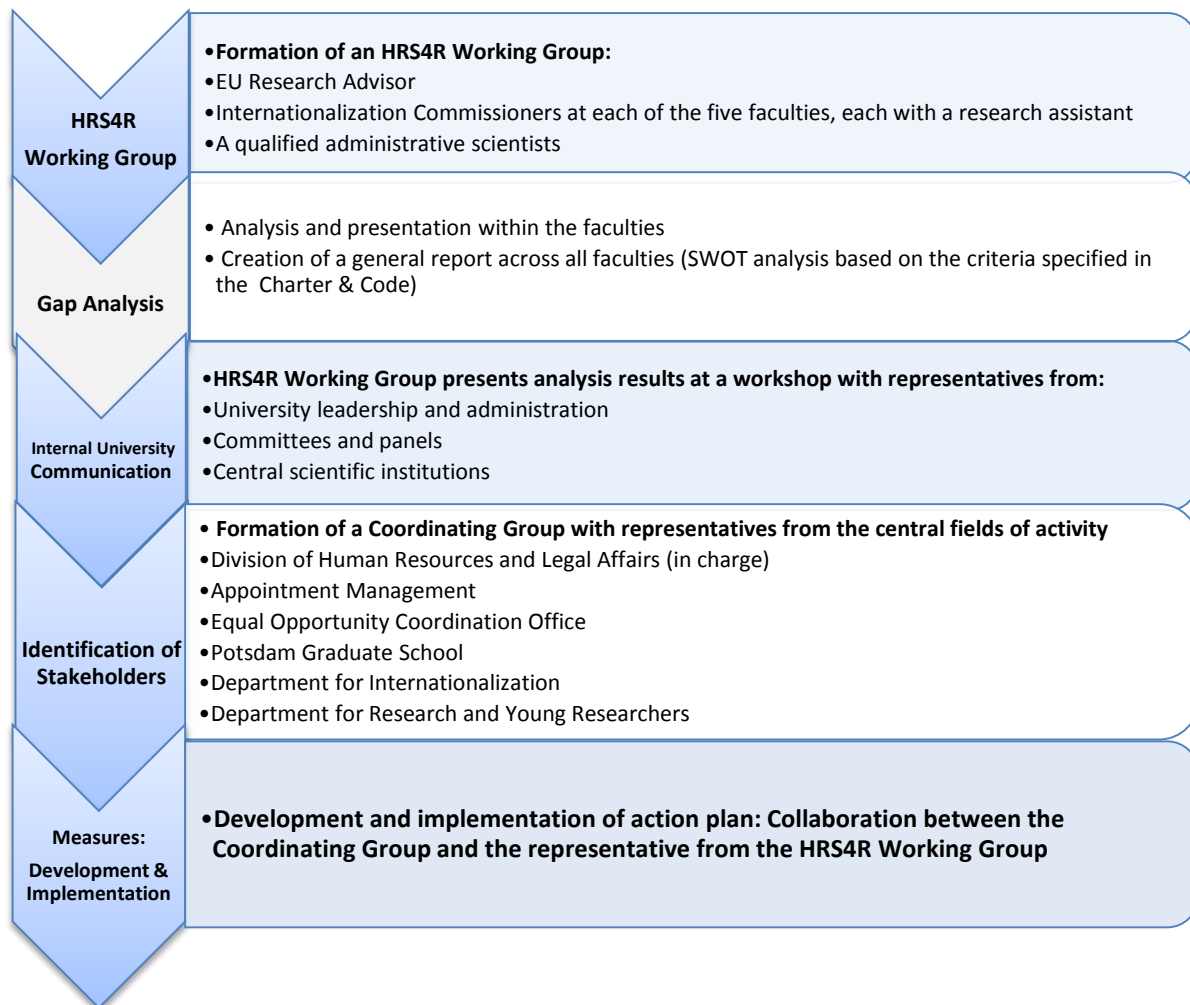 HRS4R
Working Group
•Formation of an HRS4R Working Group:
•EU Research Advisor
•Internationalization Commissioners at each of the five faculties, each with a research assistant
•A qualified administrative scientists
Gap Analysis
• Analysis and presentation within the faculties
• Creation of a general report across all faculties (SWOT analysis based on the criteria specified in
the Charter & Code)
Internal University
Communication
•HRS4R Working Group presents analysis results at a workshop with representatives from:
•University leadership and administration
•Committees and panels
•Central scientific institutions
Identification of
Stakeholders
• Formation of a Coordinating Group with representatives from the central fields of activity
•Division of Human Resources and Legal Affairs (in charge)
•Appointment Management
•Equal Opportunity Coordination Office
•Potsdam Graduate School
•Department for Internationalization
•Department for Research and Young Researchers
Measures:
Development &
Implementation
•Development and implementation of action plan: Collaboration between the
Coordinating Group and the representative from the HRS4R Working Group